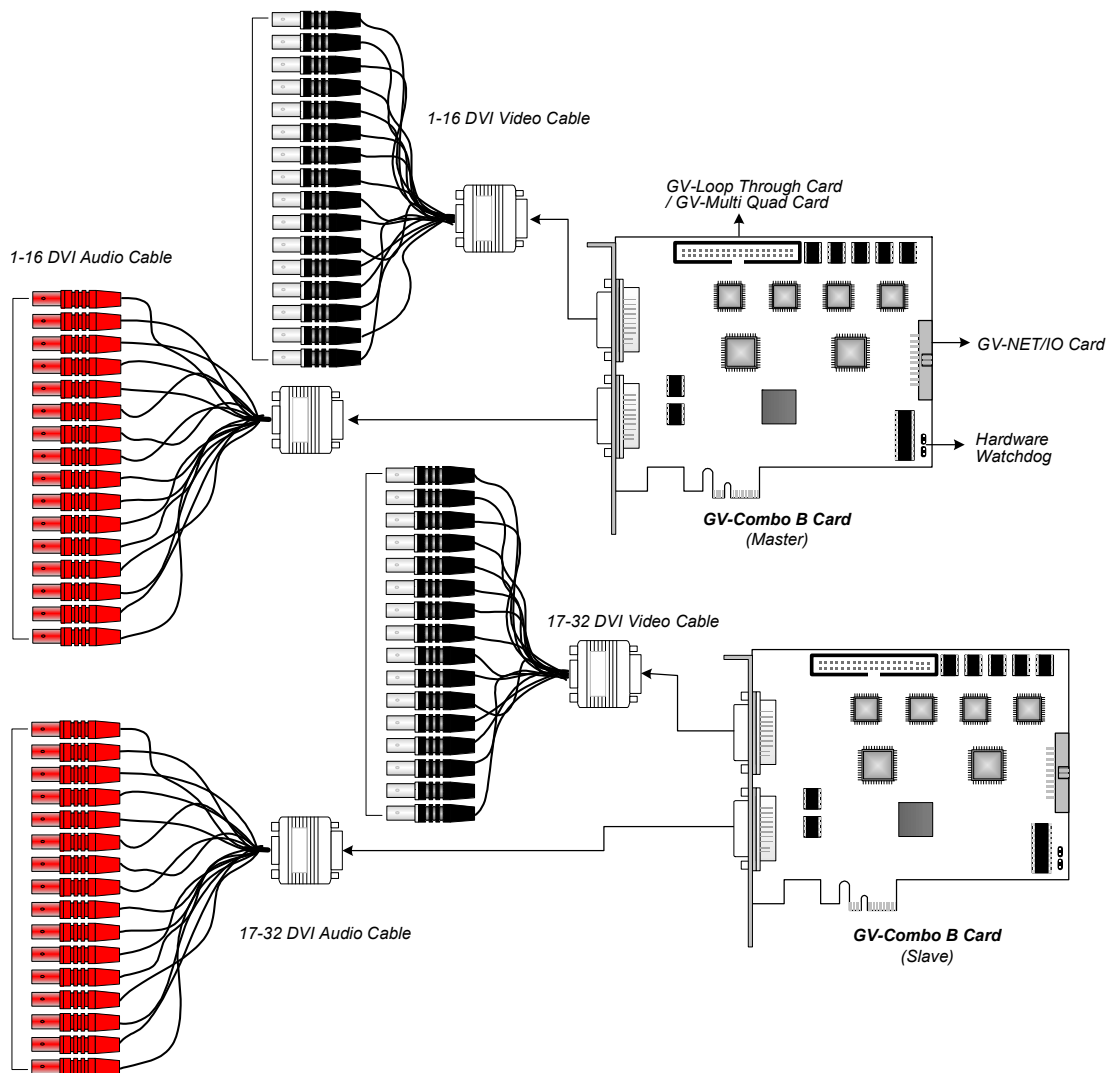 1-16 DVI Video Cable
GV-Loop Through Card
/ GV-Multi Quad Card
1-16 DVI Audio Cable
GV-NET/IO Card
Hardware
Watchdog
GV-Combo B Card
(Master)
17-32 DVI Video Cable
17-32 DVI Audio Cable
GV-Combo B Card
(Slave)